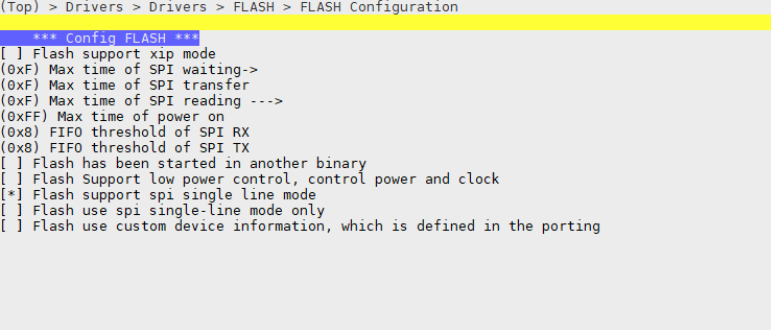 (Top) > Drivers > Drivers > FLASH > FLASH Configuration
*** Config FLASH ***
[ ] Flash support xip mode
(0xF) Max time of SPI waiting->
(0xF) Max time of SPI transfer
(0xF) Max time of SPI reading --->
(0xFF) Max time of power on
(0x8) FIFO threshold of SPI RX
(0x8) FIFO threshold of SPI TX
[ ] Flash has been started in another binary
[ ] Flash Support low power control, control power and clock
[*] Flash support spi single line mode
[ ] Flash use spi single-line mode only
[ ] Flash use custom device information, which is defined in the porting